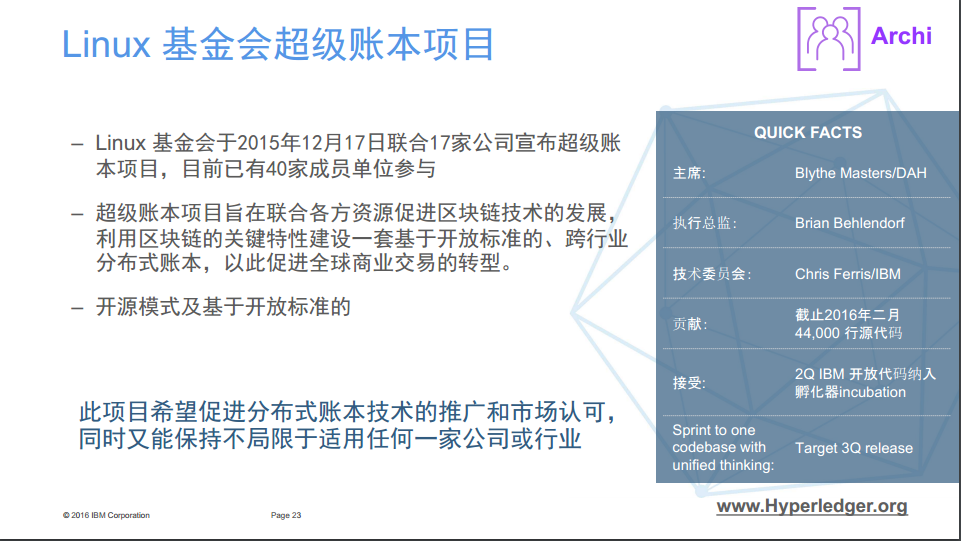 Linux 基金会超级账本项目
Archi
– Linux 基金会于2015年12月17日联合17家公司宣布超级账
本项目，目前已有40家成员单位参与
– 超级账本项目旨在联合各方资源促进区块链技术的发展，
利用区块链的关键特性建设一套基于开放标准的、跨行业
分布式账本，以此促进全球商业交易的转型。
– 开源模式及基于开放标准的
此项目希望促进分布式账本技术的推广和市场认可，
同时又能保持不局限于适用任何一家公司或行业
QUICK FACTS
主席: Blythe Masters/DAH
执行总监: Brian Behlendorf
技术委员会: Chris Ferris/IBM
贡献: 截止2016年二月
44,000 行源代码
接受: 2Q IBM 开放代码纳入
孵化器incubation
Sprint to one
codebase with
unified thinking: Target 3Q release
www.Hyperledger.org
© 2016 IBM Corporation
Page 23